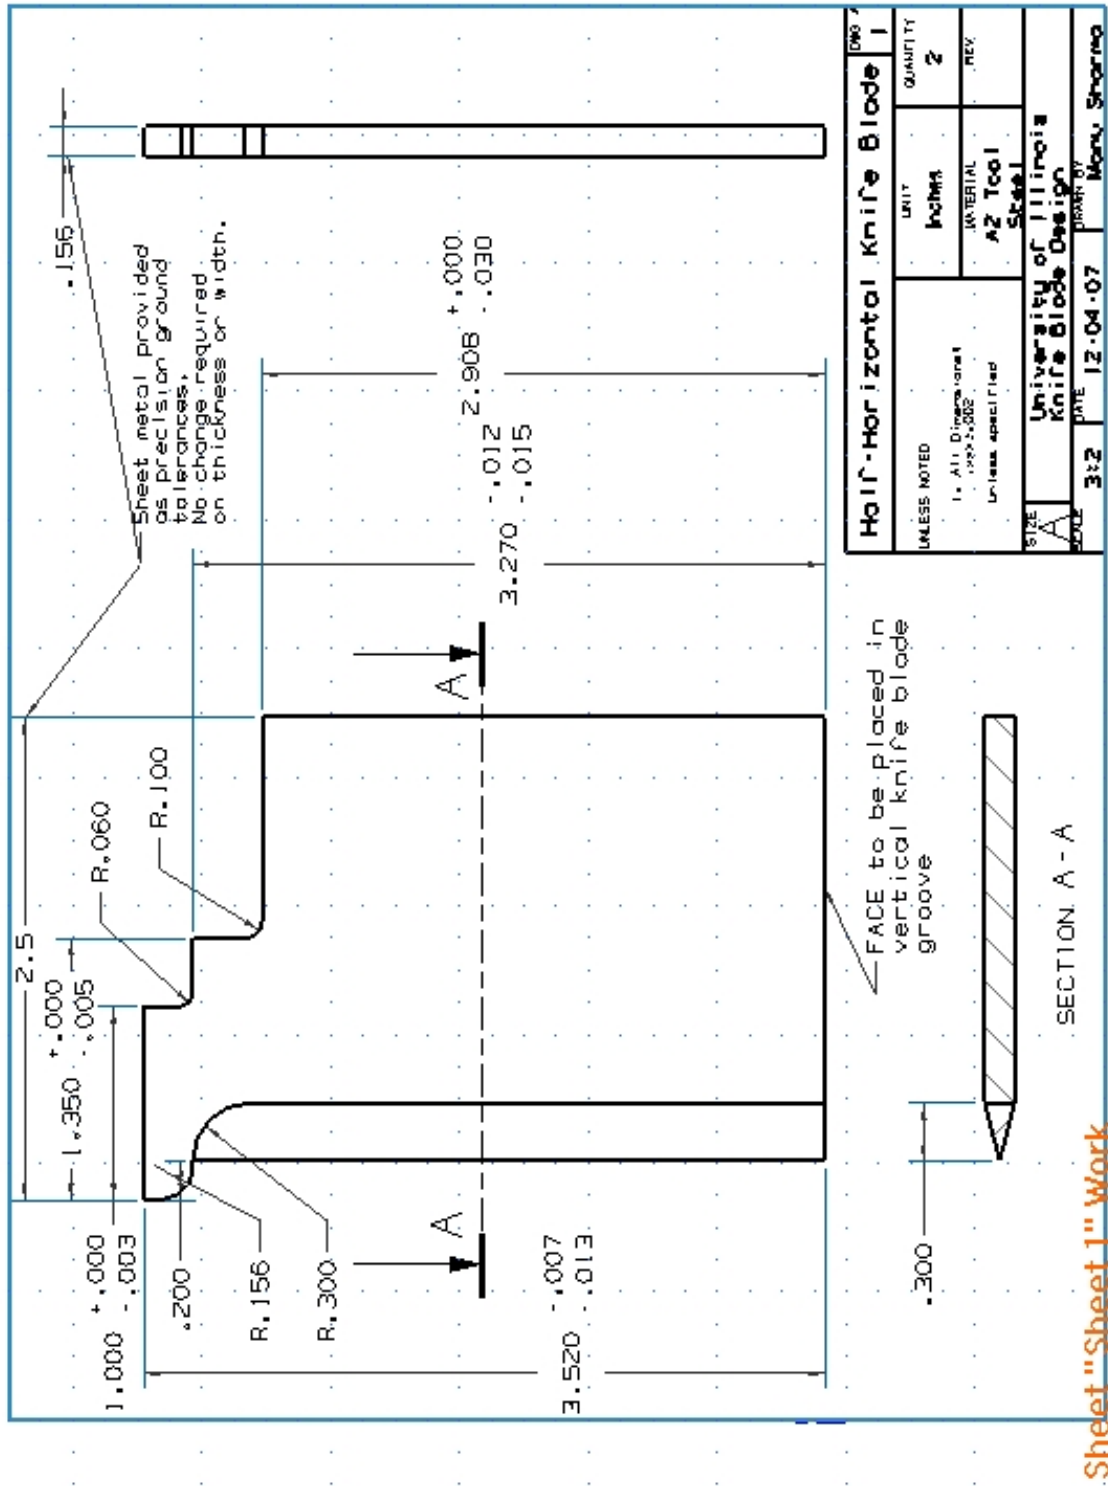 2.5
+.000
1.350 -.005
+.000
1.000 -.003
.200
R.156
R.300
R.060
R.100
-.007
3.520 -.013
A
A
-.012
3.270 -.015
+.000
2.908 -.030
.156
Sheet metal provided
as precision ground
tolerances.
No change required
on thickness or width.
FACE to be placed in
vertical knife blade
groove
.300
SECTION A-A
Half-Horizontal Knife Blade
1
UNLESS NOTED
1. All Dimensional
Unless specified
UNIT
Inches
QUANTITY
2
MATERIAL
A2 Tool
Steel
REV
SIZE
A
University of Illinois
Knife Blade Design
SCALE
3:2
DATE
12-04-07
DRAWN BY
Manu Sharma
Sheet "Sheet 1" Work